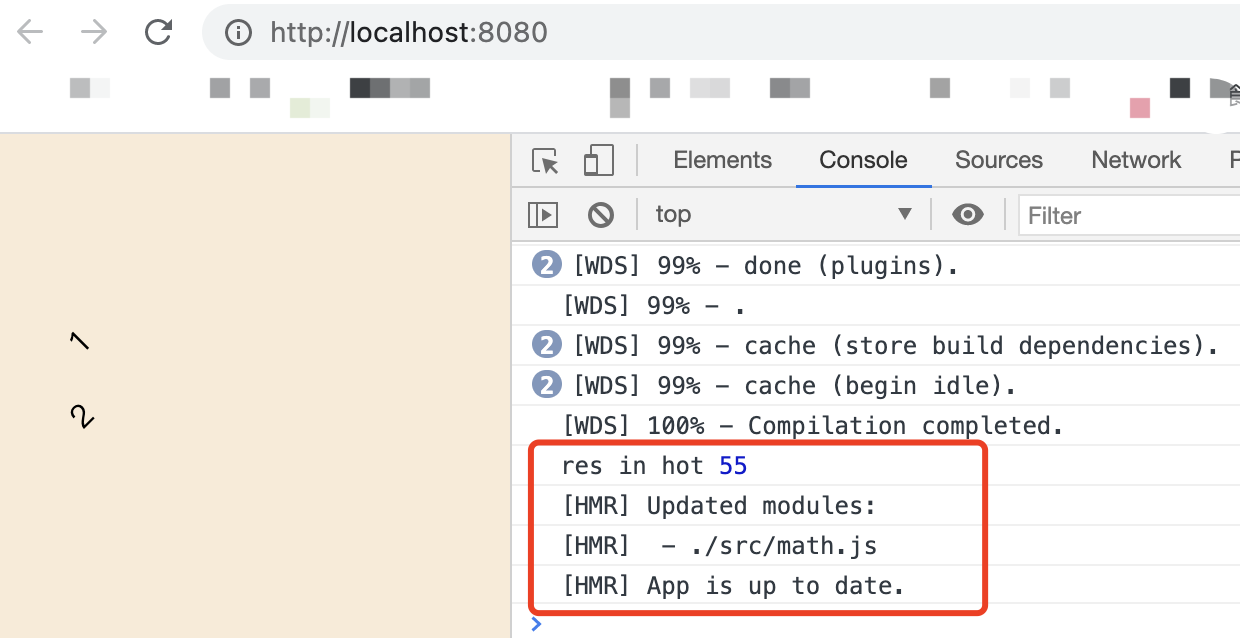 http://localhost:8080
Elements Console Sources Network
top Filter
2 [WDS] 99% - done (plugins).
[WDS] 99% - .
2 [WDS] 99% - cache (store build dependencies).
2 [WDS] 99% - cache (begin idle).
[WDS] 100% - Compilation completed.
res in hot 55
[HMR] Updated modules:
[HMR]  - ./src/math.js
[HMR] App is up to date.
1
2